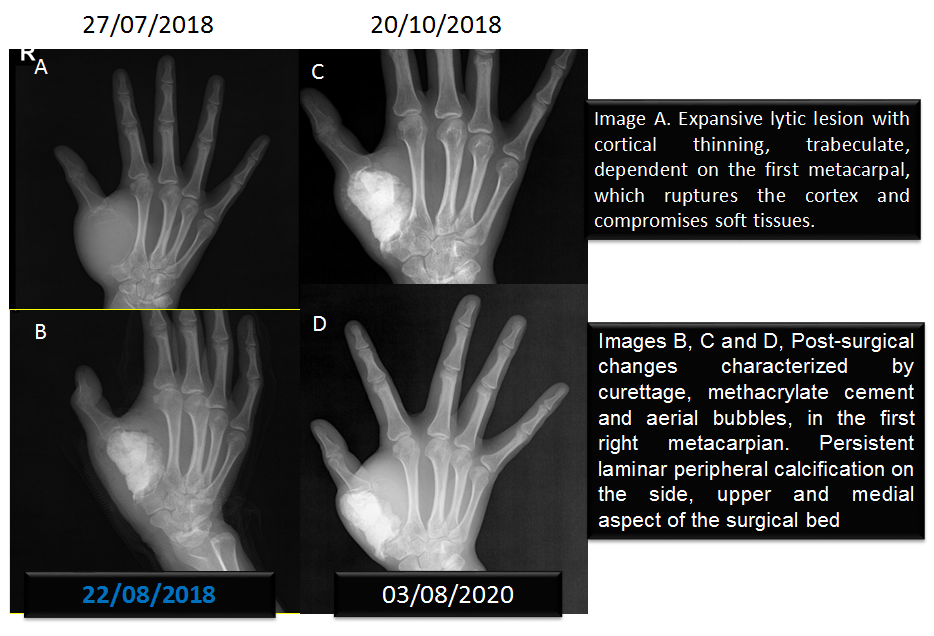 27/07/2018
20/10/2018
R
A
C
Image A. Expansive lytic lesion with
cortical thinning, trabeculate,
dependent on the first metacarpal,
which ruptures the cortex and
compromises soft tissues.
B
D
Images B, C and D, Post-surgical
changes characterized by
curettage, methacrylate cement
and aerial bubbles, in the first
right metacarpian. Persistent
laminar peripheral calcification on
the side, upper and medial
aspect of the surgical bed
22/08/2018
03/08/2020